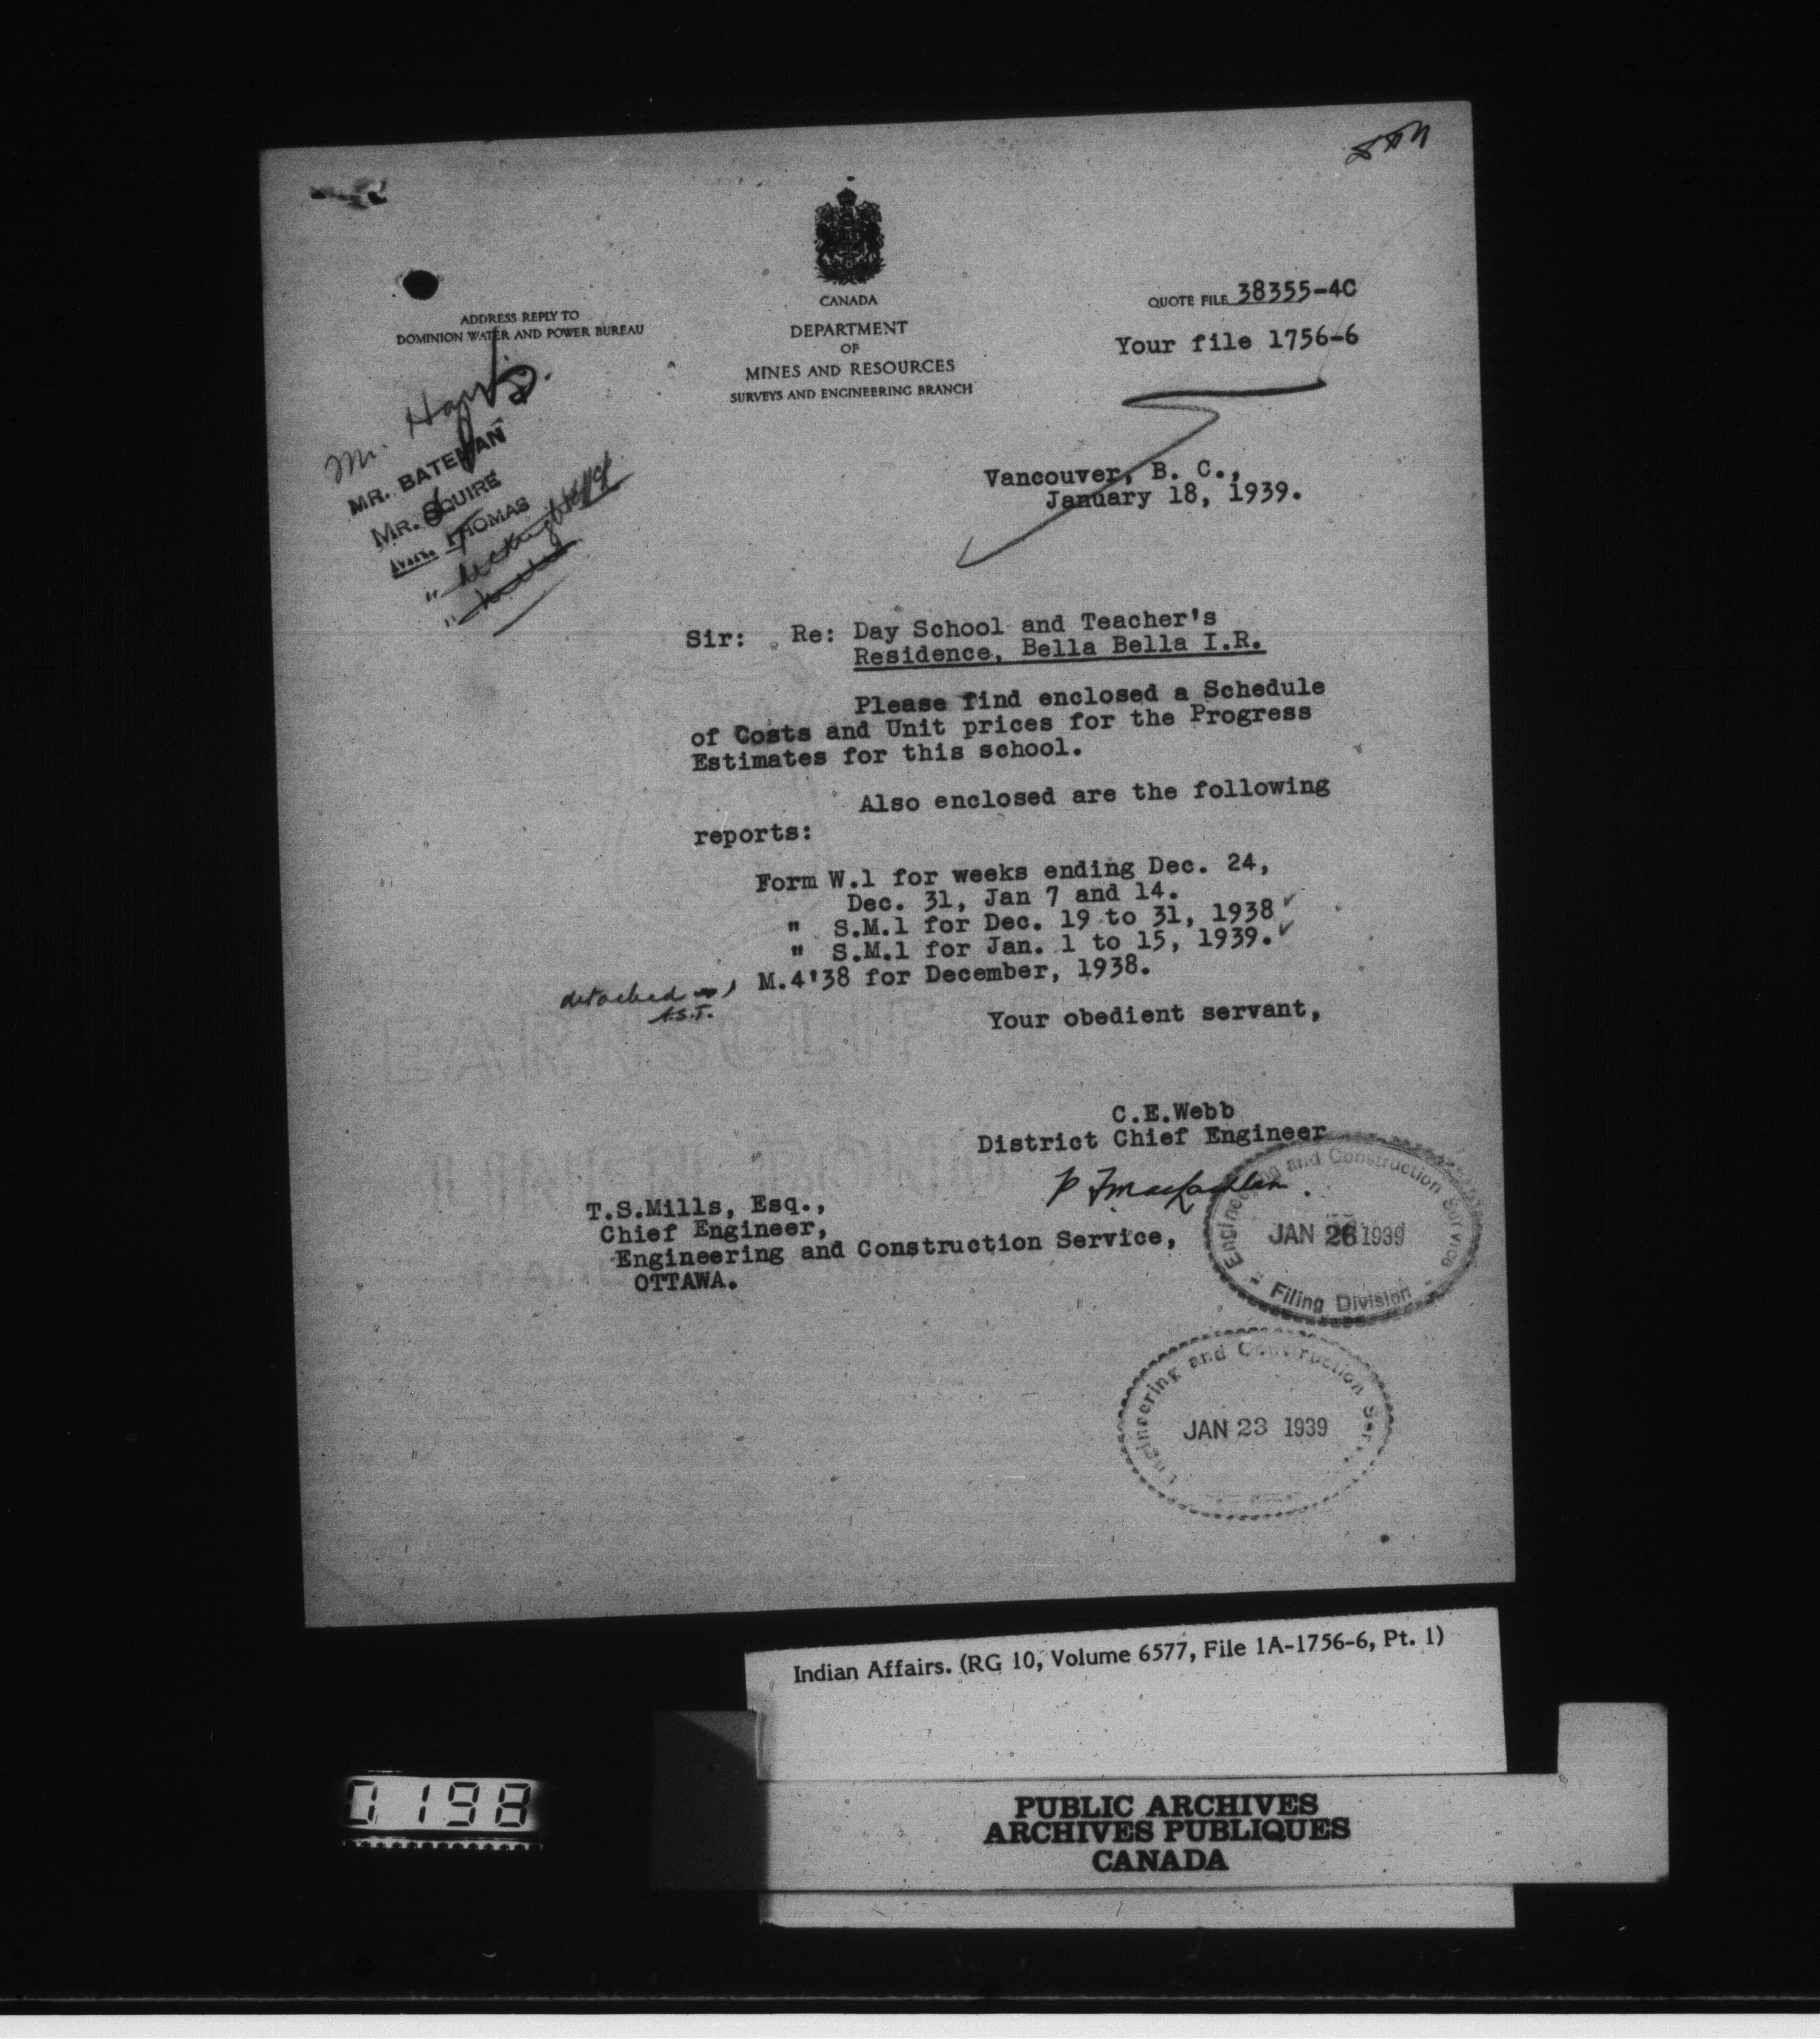 CANADA
DEPARTMENT
OF
MINES AND RESOURCES
SURVEYS AND ENGINEERING BRANCH
ADDRESS REPLY TO
DOMINION WATER AND POWER BUREAU
QUOTE FILE 38355-4C
Your file 1756-6
Mr.
MR. BATEMAN
MR. SQUIRE
THOMAS
Vancouver, B. C.,
January 18, 1939.
Sir: Re: Day School and Teacher's
Residence, Bella Bella I.R.
Please find enclosed a Schedule
of Costs and Unit prices for the Progress
Estimates for this school.
Also enclosed are the following
reports:
Form W.1 for weeks ending Dec. 24,
Dec. 31, Jan 7 and 14.
" S.M.1 for Dec. 19 to 31, 1938
" S.M.1 for Jan. 1 to 15, 1939.
detached M.4'38 for December, 1938.
Your obedient servant,
EARNSCLIFFE
LINEN BOND
C.E.Webb
District Chief Engineer
T.S.Mills, Esq.,
Chief Engineer,
Engineering and Construction Service,
OTTAWA.
Engineering and Construction Service
JAN 26 1939
- Filing Division -
Engineering and Construction Ser
JAN 23 1939
Indian Affairs. (RG 10, Volume 6577, File 1A-1756-6, Pt. 1)
0198
PUBLIC ARCHIVES
ARCHIVES PUBLIQUES
CANADA